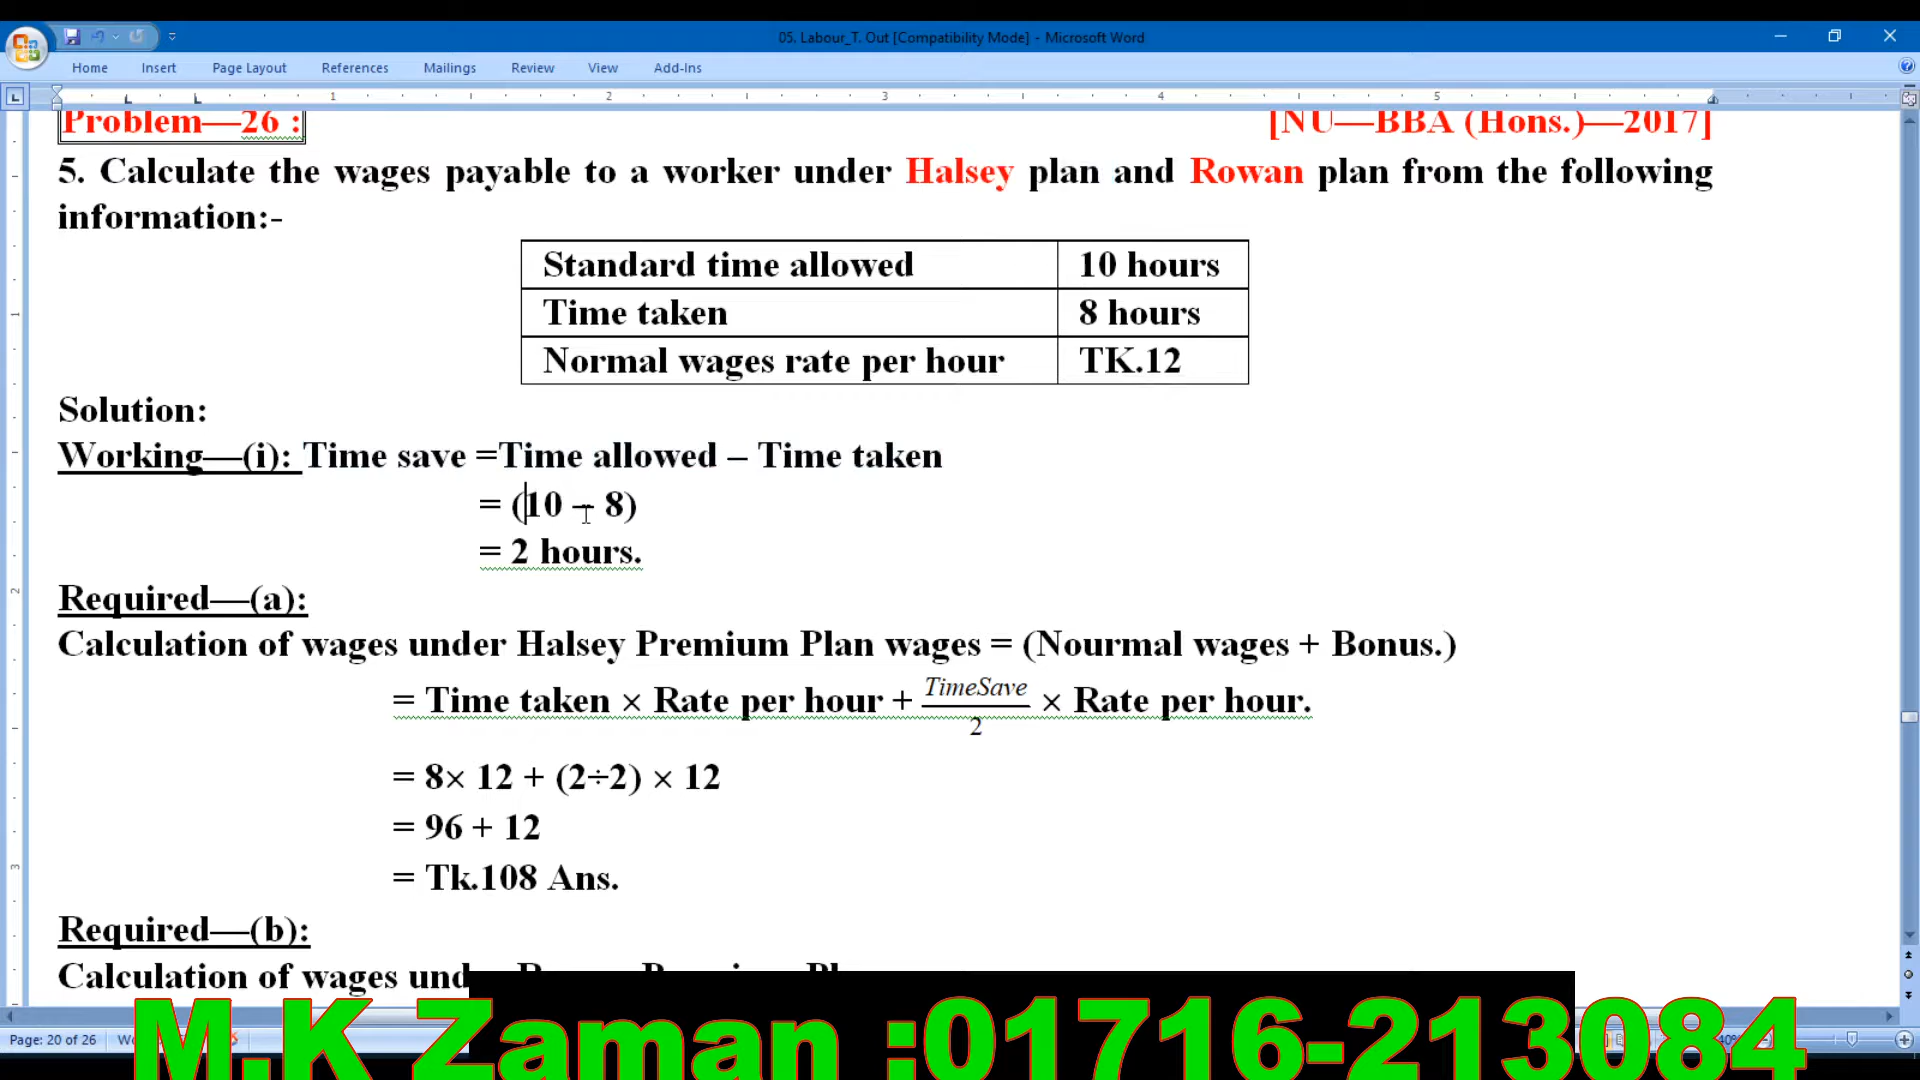 05. Labour_T. Out [Compatibility Mode] - Microsoft Word
Home Insert Page Layout References Mailings Review View Add-Ins
1 2 3 4 5
Problem—26 : [NU—BBA (Hons.)—2017]
5. Calculate the wages payable to a worker under Halsey plan and Rowan plan from the following
information:-
Standard time allowed 10 hours
Time taken 8 hours
Normal wages rate per hour TK.12
Solution:
Working—(i): Time save =Time allowed – Time taken
= (10 – 8)
= 2 hours.
Required—(a):
Calculation of wages under Halsey Premium Plan wages = (Nourmal wages + Bonus.)
= Time taken × Rate per hour + TimeSave/2 × Rate per hour.
= 8× 12 + (2÷2) × 12
= 96 + 12
= Tk.108 Ans.
Required—(b):
Calculation of wages
Page: 20 of 26
M.K Zaman :01716-213084